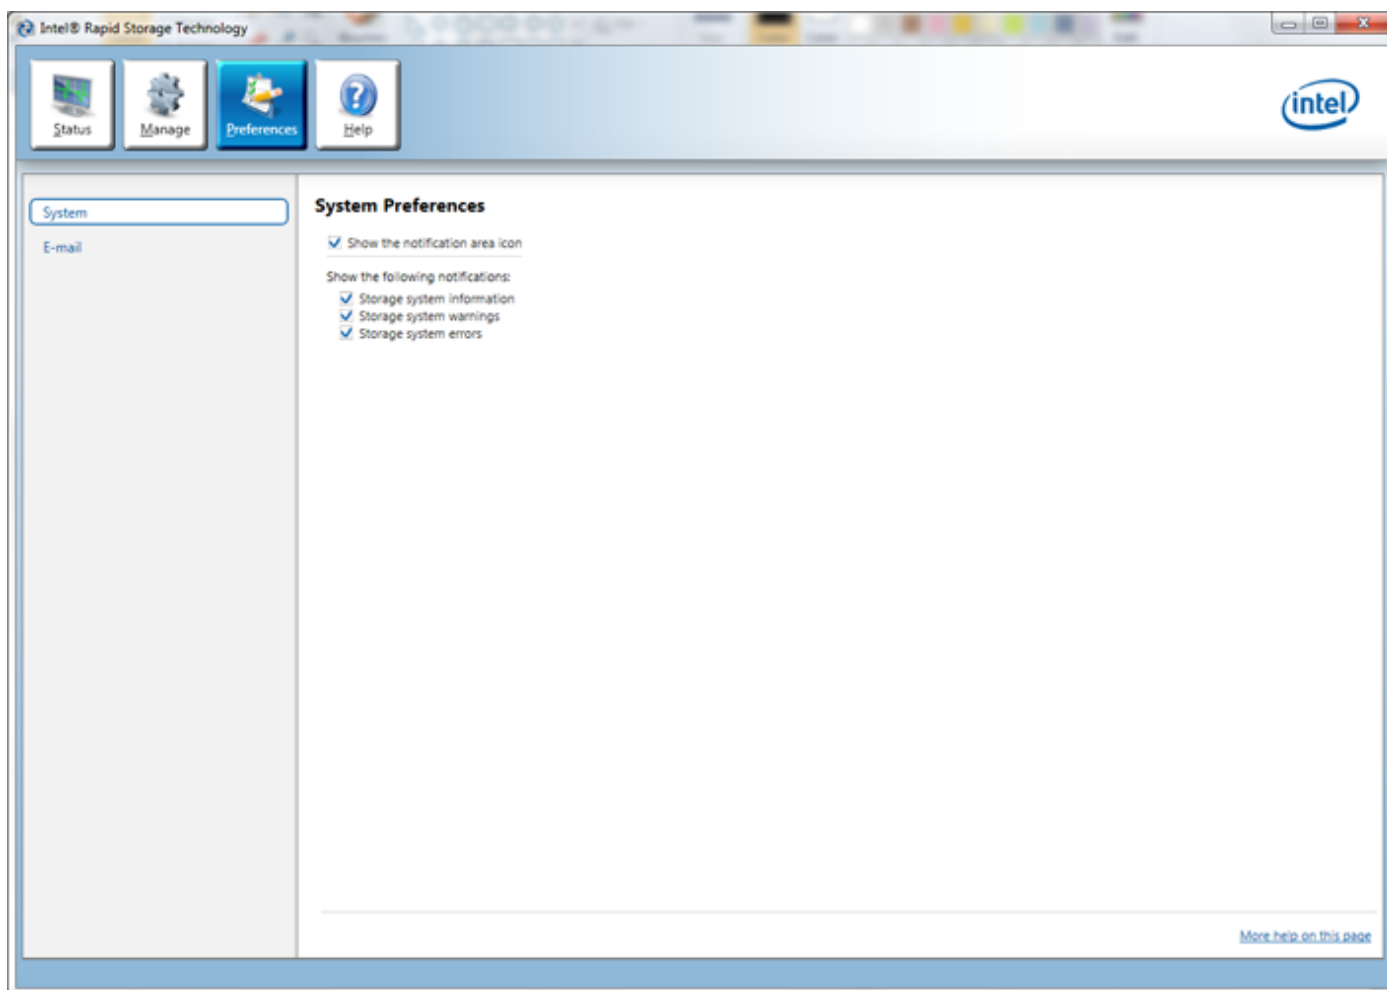 Intel® Rapid Storage Technology
Status
Manage
Preferences
Help
intel
System
E-mail
System Preferences
Show the notification area icon
Show the following notifications:
Storage system information
Storage system warnings
Storage system errors
More help on this page